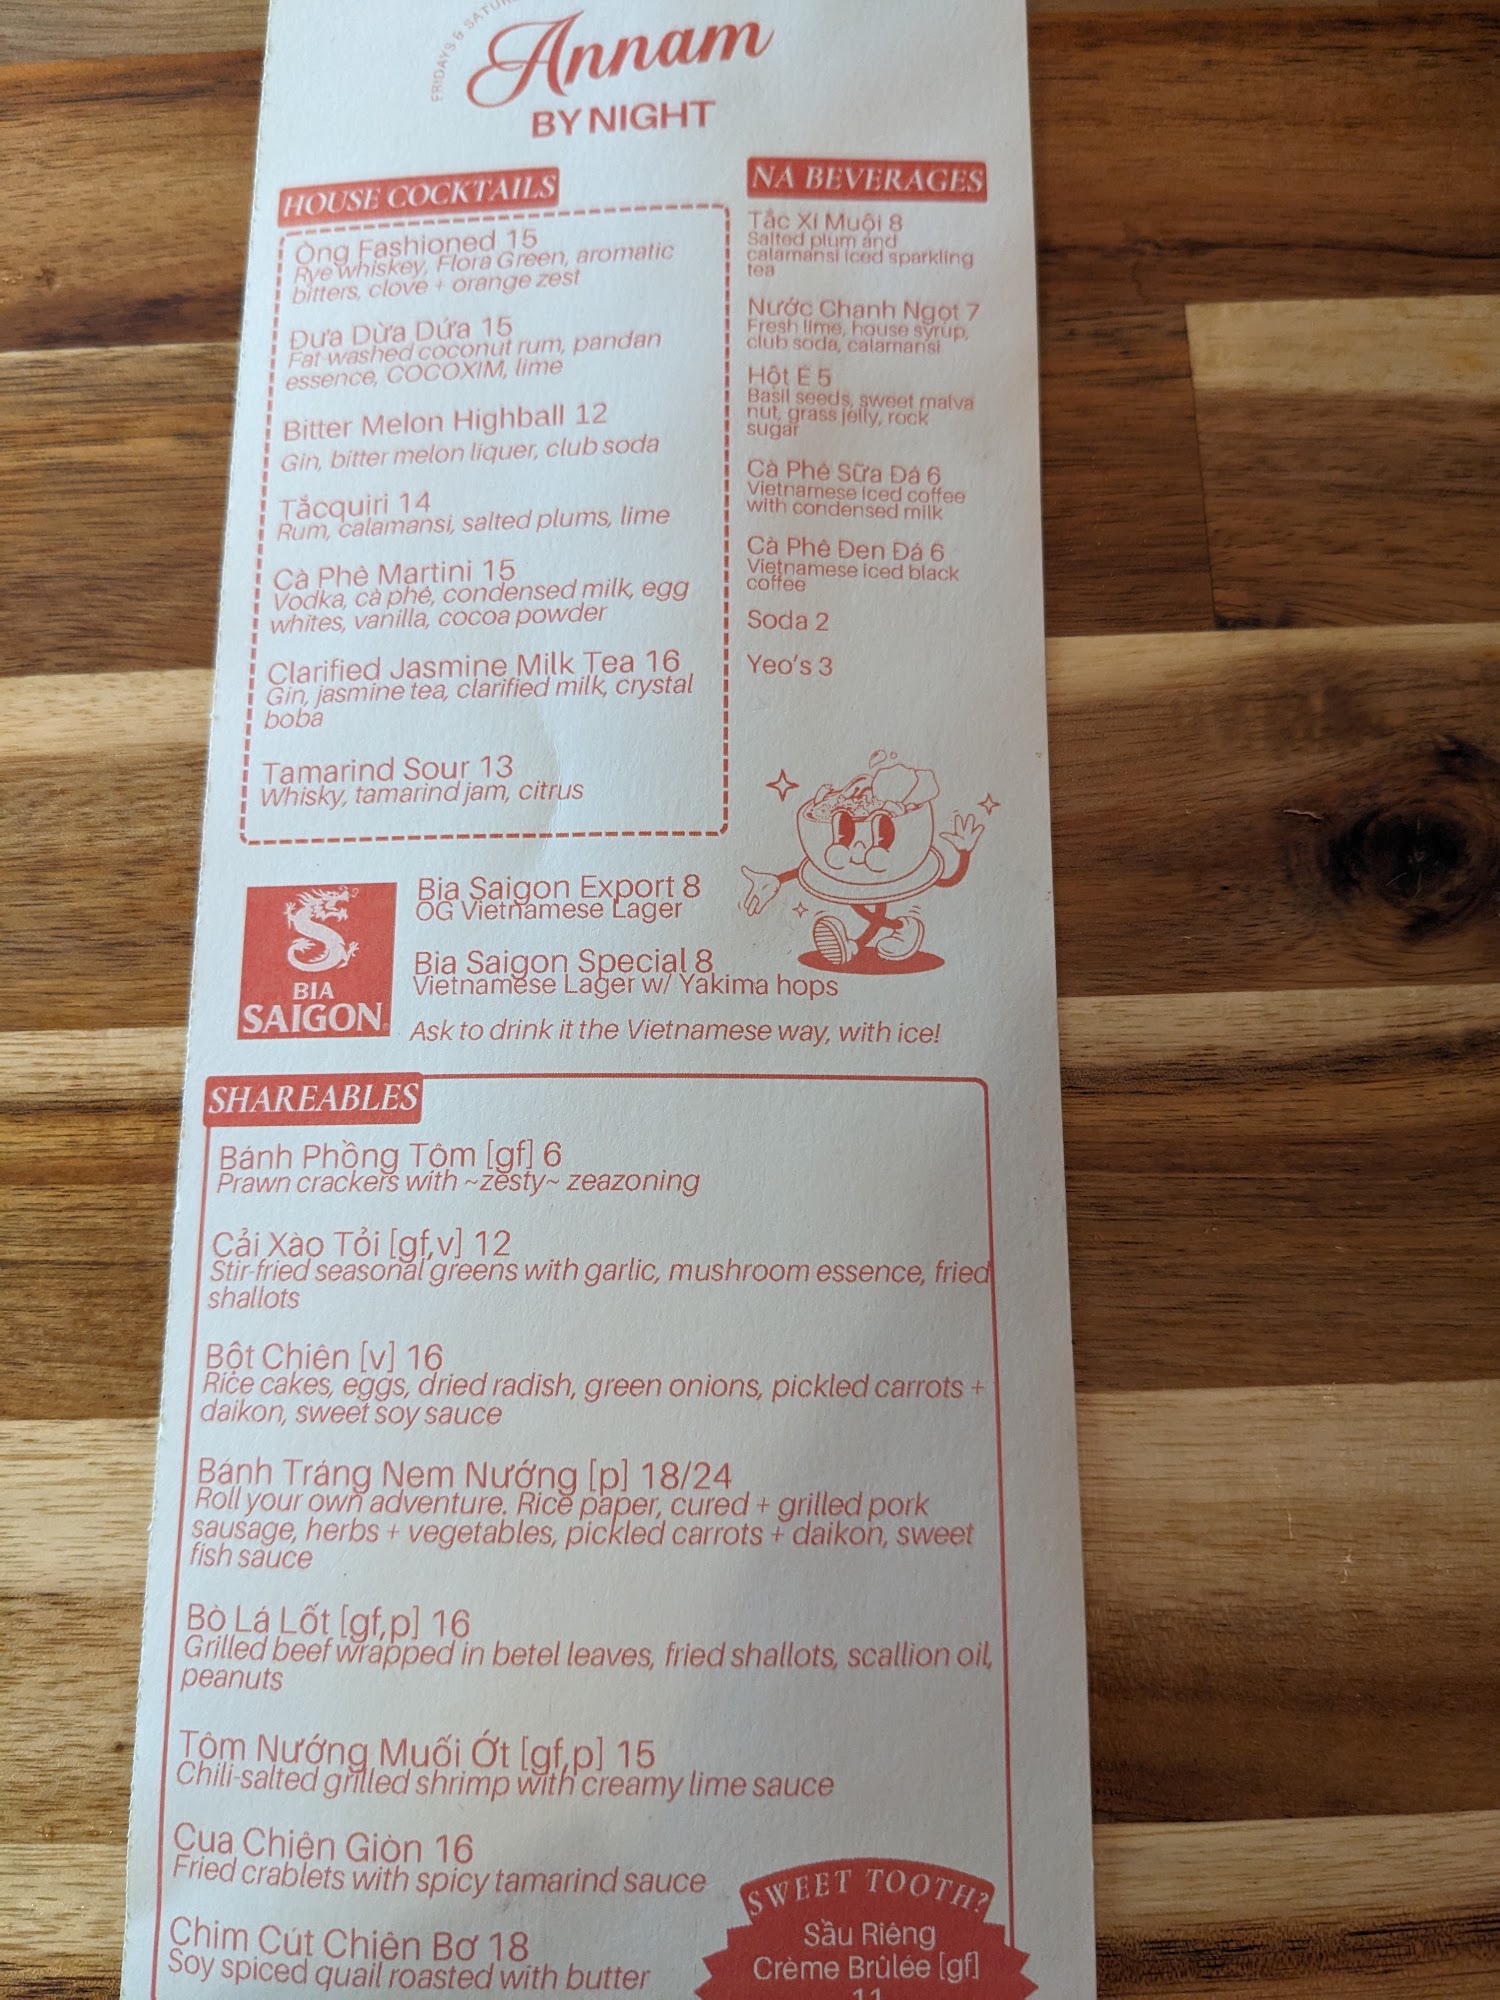 FRIDAYS &
Annam
BY NIGHT
HOUSE COCKTAILS
Ông Fashioned 15
Rye whiskey, Flora Green, aromatic
bitters, clove + orange zest
Đưa Dừa Dứa 15
Fat-washed coconut rum, pandan
essence, COCOXIM, lime
Bitter Melon Highball 12
Gin, bitter melon liquer, club soda
Tắcquiri 14
Rum, calamansi, salted plums, lime
Cà Phê Martini 15
Vodka, cà phê, condensed milk, egg
whites, vanilla, cocoa powder
Clarified Jasmine Milk Tea 16
Gin, jasmine tea, clarified milk, crystal
boba
Tamarind Sour 13
Whisky, tamarind jam, citrus
NA BEVERAGES
Tắc Xí Muội 8
Salted plum and
calamansi iced sparkling
tea
Nước Chanh Ngọt 7
Fresh lime, house syrup,
club soda, calamansi
Hột É 5
Basil seeds, sweet malva
nut, grass jelly, rock
sugar
Cà Phê Sữa Đá 6
Vietnamese iced coffee
with condensed milk
Cà Phê Đen Đá 6
Vietnamese iced black
coffee
Soda 2
Yeo's 3
BIA
SAIGON
Bia Saigon Export 8
OG Vietnamese Lager
Bia Saigon Special 8
Vietnamese Lager w/ Yakima hops
Ask to drink it the Vietnamese way, with ice!
SHAREABLES
Bánh Phồng Tôm [gf] 6
Prawn crackers with ~zesty~ zeazoning
Cải Xào Tỏi [gf,v] 12
Stir-fried seasonal greens with garlic, mushroom essence, fried
shallots
Bột Chiên [v] 16
Rice cakes, eggs, dried radish, green onions, pickled carrots +
daikon, sweet soy sauce
Bánh Tráng Nem Nướng [p] 18/24
Roll your own adventure. Rice paper, cured + grilled pork
sausage, herbs + vegetables, pickled carrots + daikon, sweet
fish sauce
Bò Lá Lốt [gf,p] 16
Grilled beef wrapped in betel leaves, fried shallots, scallion oil,
peanuts
Tôm Nướng Muối Ớt [gf,p] 15
Chili-salted grilled shrimp with creamy lime sauce
Cua Chiên Giòn 16
Fried crablets with spicy tamarind sauce
Chim Cút Chiên Bơ 18
Soy spiced quail roasted with butter
SWEET TOOTH?
Sầu Riêng
Crème Brûlée [gf]
11